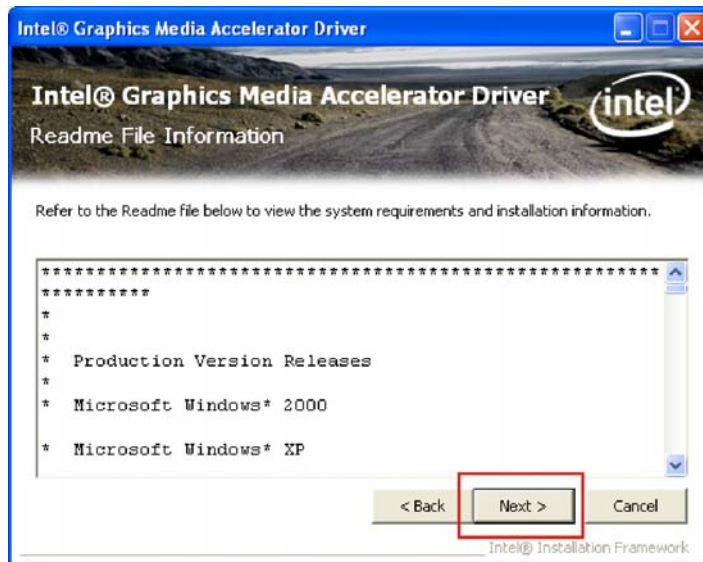 Intel® Graphics Media Accelerator Driver
Intel® Graphics Media Accelerator Driver
intel
Readme File Information
Refer to the Readme file below to view the system requirements and installation information.
********************************************************
**********
*
*
* Production Version Releases
*
* Microsoft Windows* 2000
* Microsoft Windows* XP
< Back
Next >
Cancel
Intel® Installation Framework